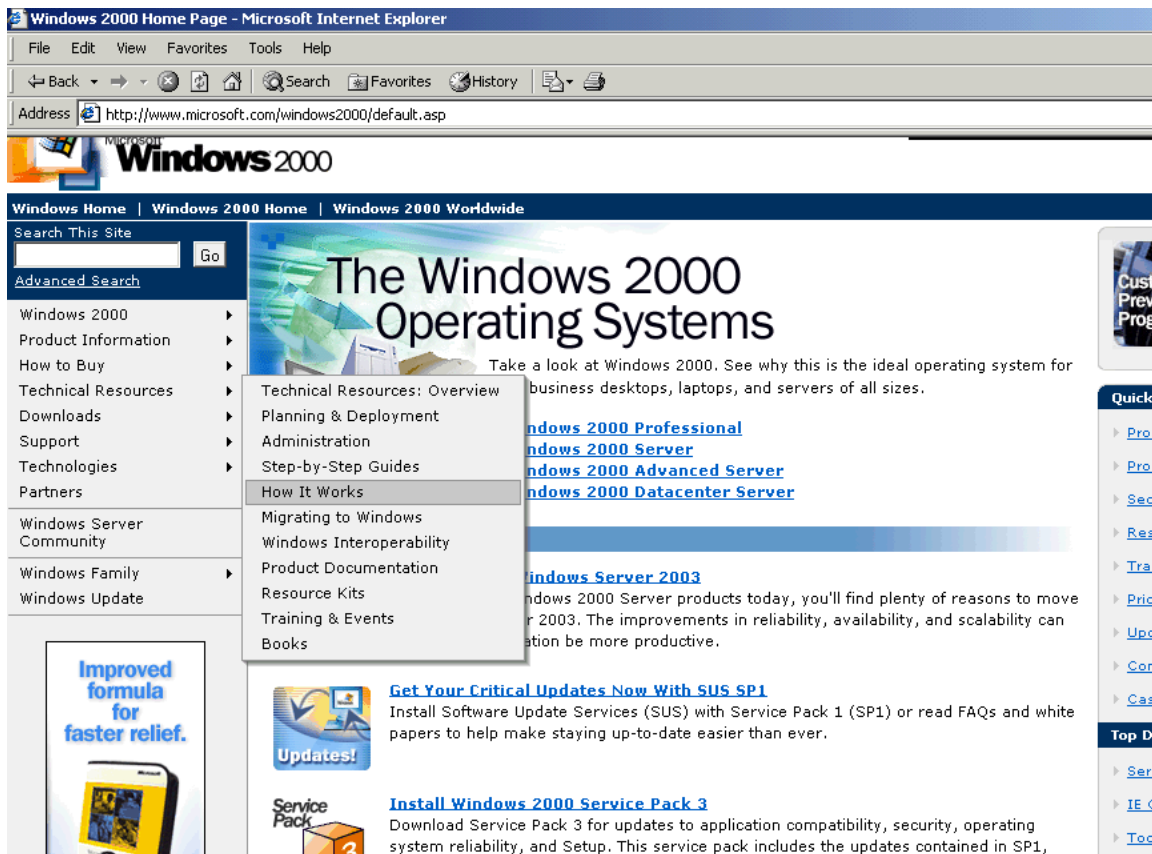 Windows 2000 Home Page - Microsoft Internet Explorer
File Edit View Favorites Tools Help
Back Search Favorites History
Address http://www.microsoft.com/windows2000/default.asp
Microsoft
Windows 2000
Windows Home | Windows 2000 Home | Windows 2000 Worldwide
Search This Site
Go
Advanced Search
Windows 2000
Product Information
How to Buy
Technical Resources
Downloads
Support
Technologies
Partners
Windows Server
Community
Windows Family
Windows Update
Technical Resources: Overview
Planning & Deployment
Administration
Step-by-Step Guides
How It Works
Migrating to Windows
Windows Interoperability
Product Documentation
Resource Kits
Training & Events
Books
Improved
formula
for
faster relief.
Microsoft
The Windows 2000
Operating Systems
Take a look at Windows 2000. See why this is the ideal operating system for
business desktops, laptops, and servers of all sizes.
2000 Professional
2000 Server
2000 Advanced Server
2000 Datacenter Server
Server 2003
2000 Server products today, you'll find plenty of reasons to move
2003. The improvements in reliability, availability, and scalability can
be more productive.
Updates!
Get Your Critical Updates Now With SUS SP1
Install Software Update Services (SUS) with Service Pack 1 (SP1) or read FAQs and white
papers to help make staying up-to-date easier than ever.
Service
Pack
3
Install Windows 2000 Service Pack 3
Download Service Pack 3 for updates to application compatibility, security, operating
system reliability, and Setup. This service pack includes the updates contained in SP1,
Quick
Top
IE